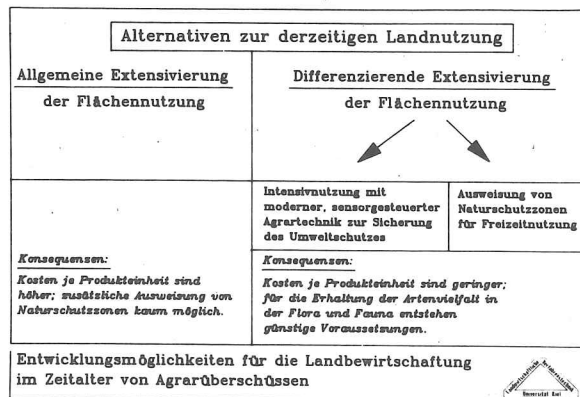 Alternativen zur derzeitigen Landnutzung
Allgemeine Extensivierung
der Flächennutzung
Differenzierende Extensivierung
der Flächennutzung
Intensivnutzung mit
moderner, sensorgesteuerter
Agrartechnik zur Sicherung
des Umweltschutzes
Ausweisung von
Naturschutzzonen
für Freizeitnutzung
Konsequenzen:
Kosten je Produkteinheit sind
höher; zusätzliche Ausweisung von
Naturschutzzonen kaum möglich.
Konsequenzen:
Kosten je Produkteinheit sind geringer;
für die Erhaltung der Artenvielfalt in
der Flora und Fauna entstehen
günstige Voraussetzungen.
Entwicklungsmöglichkeiten für die Landbewirtschaftung
im Zeitalter von Agrarüberschüssen
Landwirtschaftliche
Universität Kiel